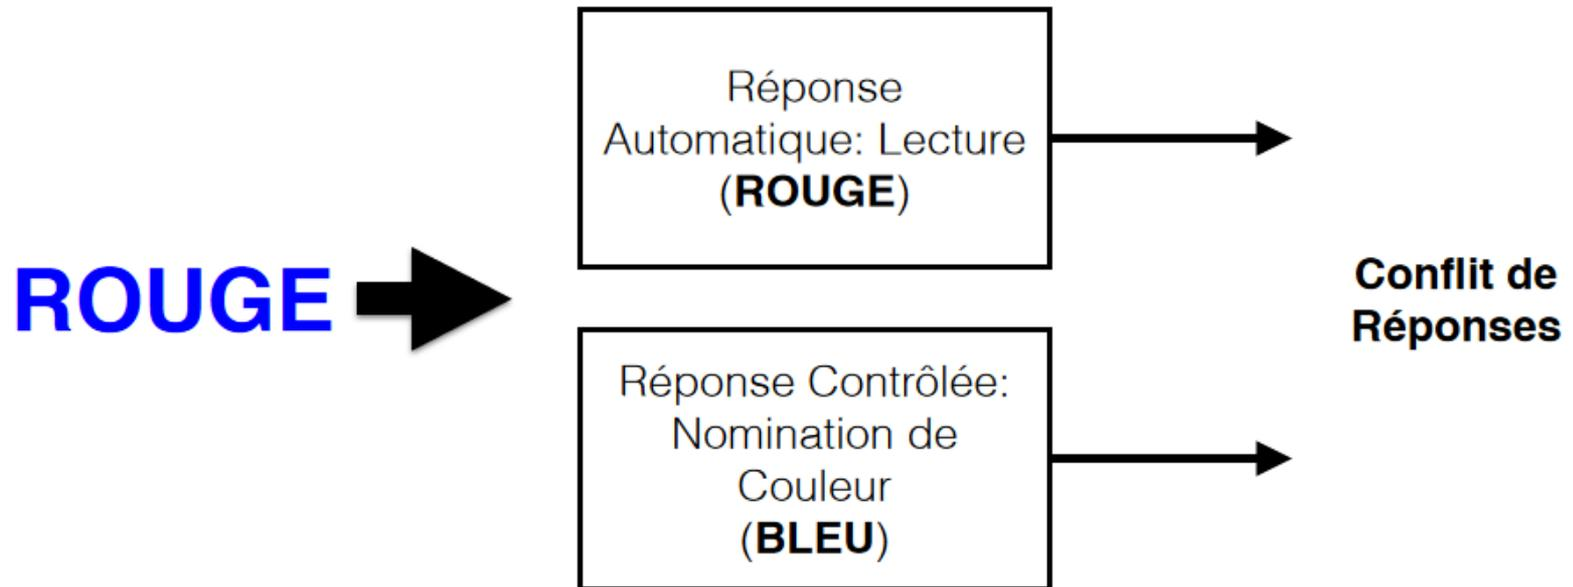 ROUGE
Réponse
Automatique: Lecture
(ROUGE)
Réponse Contrôlée:
Nomination de
Couleur
(BLEU)
Conflit de
Réponses